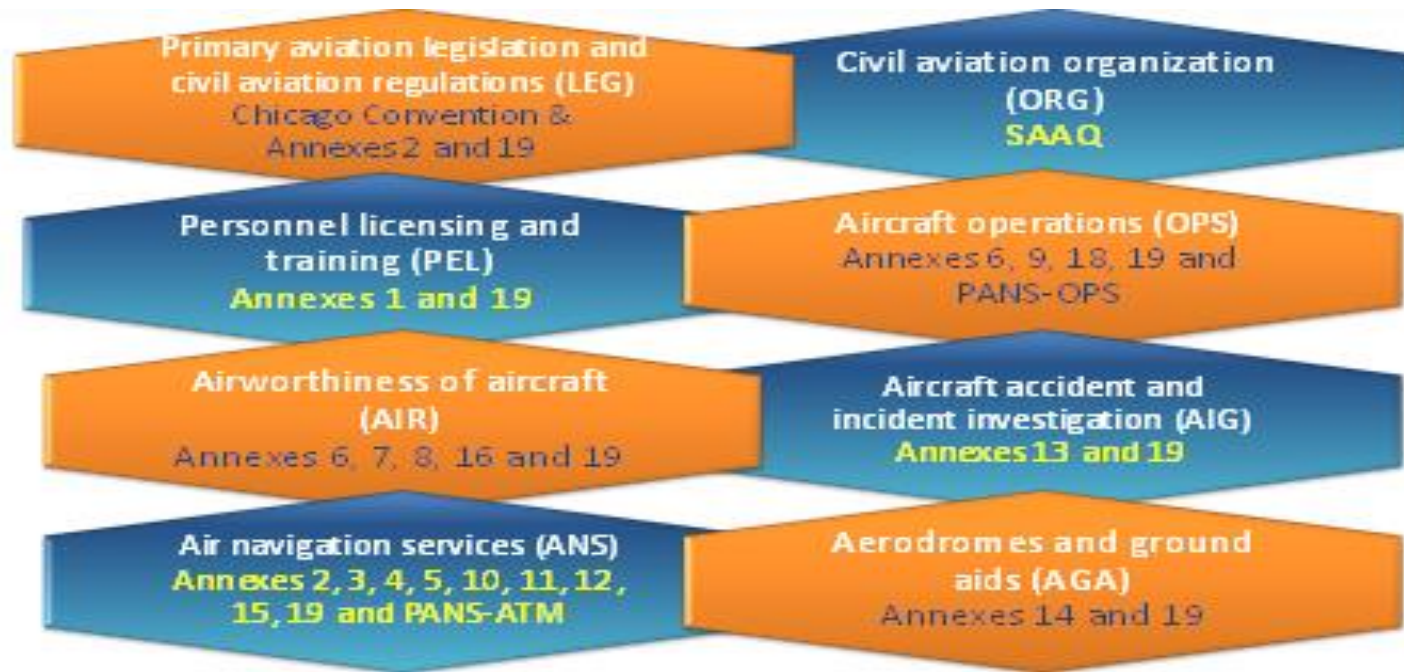 Primary aviation legislation and
civil aviation regulations (LEG)
Chicago Convention &
Annexes 2 and 19
Civil aviation organization
(ORG)
SAAQ
Personnel licensing and
training (PEL)
Annexes 1 and 19
Aircraft operations (OPS)
Annexes 6, 9, 18, 19 and
PANS-OPS
Airworthiness of aircraft
(AIR)
Annexes 6, 7, 8, 16 and 19
Aircraft accident and
incident investigation (AIG)
Annexes 13 and 19
Air navigation services (ANS)
Annexes 2, 3, 4, 5, 10, 11, 12,
15, 19 and PANS-ATM
Aerodromes and ground
aids (AGA)
Annexes 14 and 19